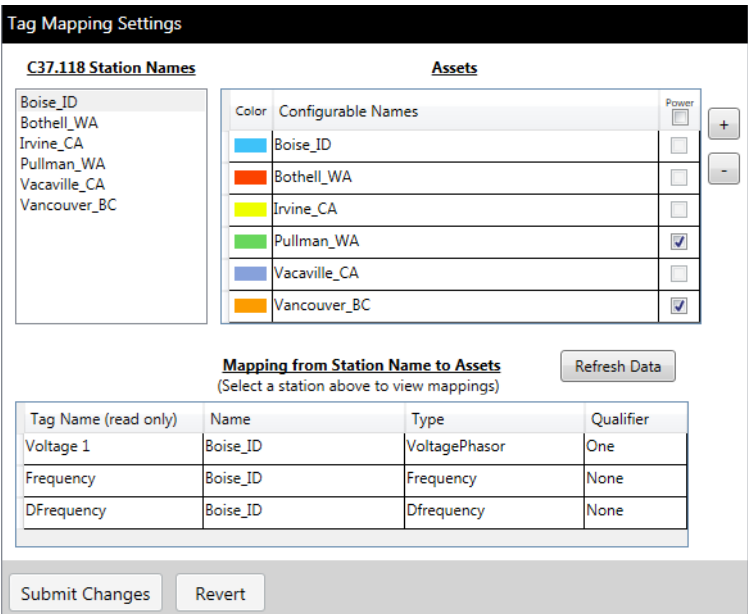 Tag Mapping Settings
C37.118 Station Names
Boise_ID
Bothell_WA
Irvine_CA
Pullman_WA
Vacaville_CA
Vancouver_BC
Assets
Color Configurable Names Power
Boise_ID
Bothell_WA
Irvine_CA
Pullman_WA
Vacaville_CA
Vancouver_BC
+
-
Mapping from Station Name to Assets
(Select a station above to view mappings)
Refresh Data
Tag Name (read only) Name Type Qualifier
Voltage 1 Boise_ID VoltagePhasor One
Frequency Boise_ID Frequency None
DFrequency Boise_ID Dfrequency None
Submit Changes Revert